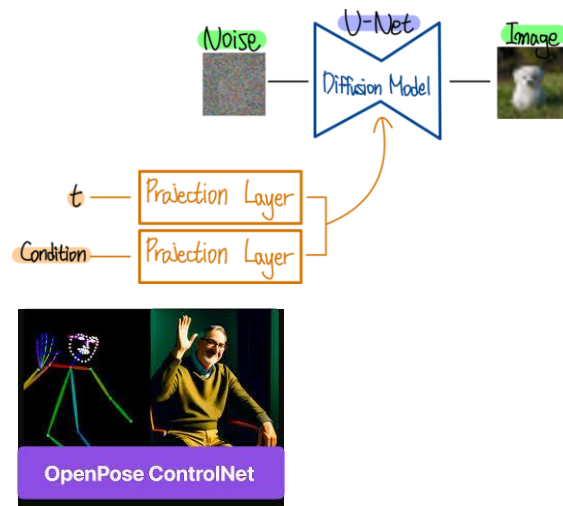 Noise
U-Net
Image
Diffusion Model
t
Projection Layer
Condition
Projection Layer
OpenPose ControlNet